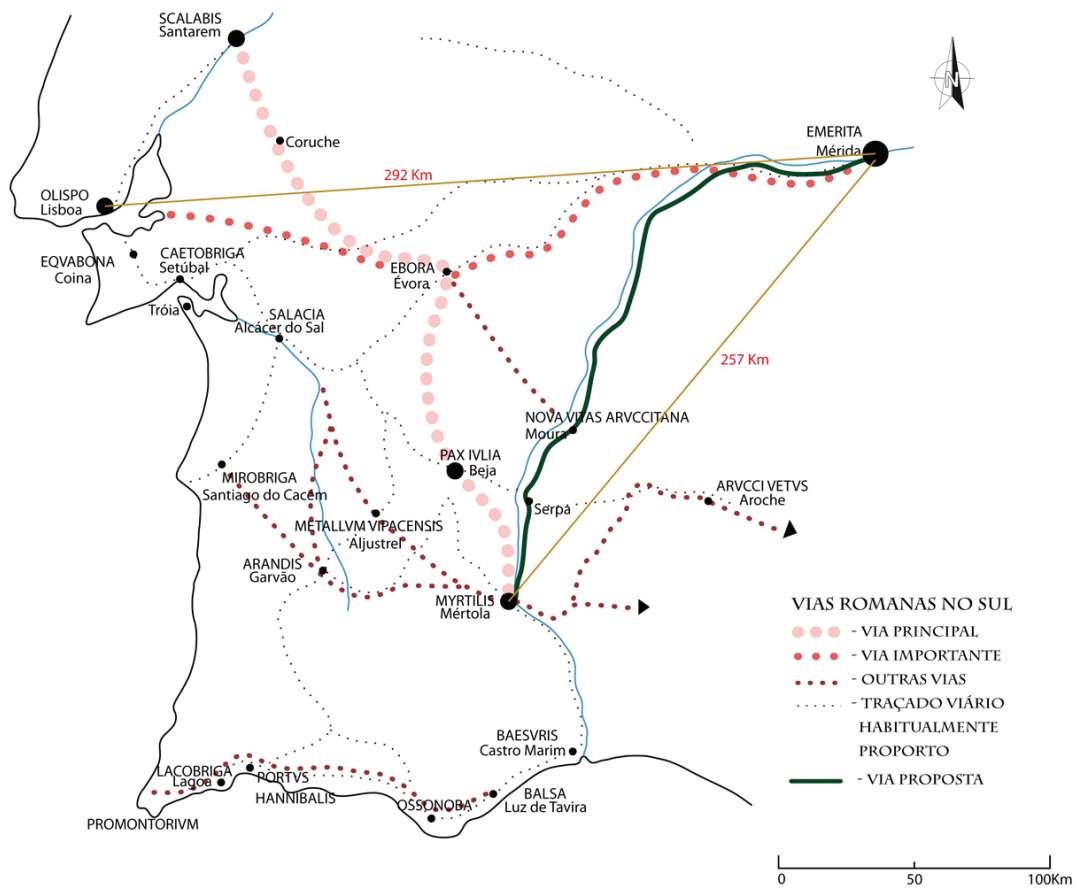 SCALABIS
Santarem
N
Coruche
EMERITA
Mérida
292 Km
OLISPO
Lisboa
EQVABONA
Coina
CAETOBRIGA
Setúbal
EBORA
Évora
Tróia
SALACIA
Alcácer do Sal
257 Km
NOVA VITAS ARVCCITANA
Moura
PAX IVLIA
Beja
MIROBRIGA
Santiago do Cacém
ARVCCI VETVS
Aroche
Serpa
METALLVM VIPACENSIS
Aljustrel
ARANDIS
Garvão
MYRTILIS
Mértola
VIAS ROMANAS NO SUL
- VIA PRINCIPAL
- VIA IMPORTANTE
- OUTRAS VIAS
- TRAÇADO VIÁRIO
HABITUALMENTE
PROPORTO
- VIA PROPOSTA
BAESVRIS
Castro Marim
LACOBRIGA
Lagoa
PORTVS
HANNIBALIS
OSSONOBA
BALSA
Luz de Tavira
PROMONTORIVM
0 50 100Km